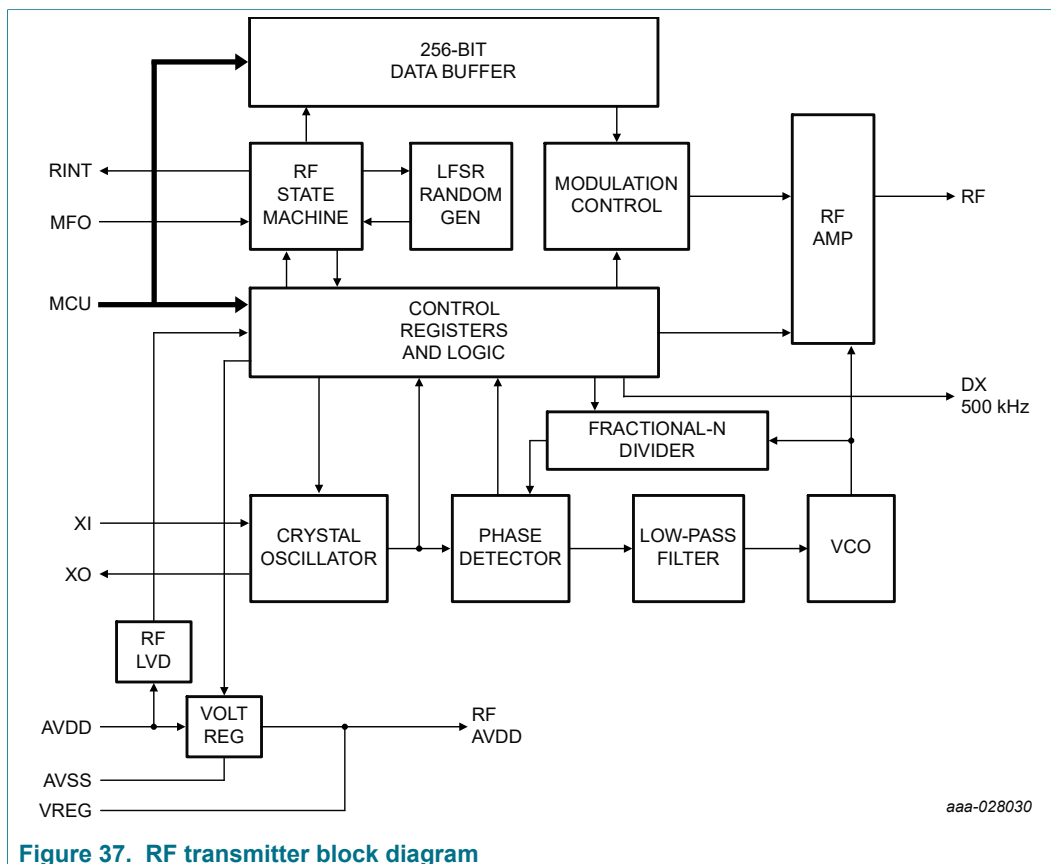 256-BIT
DATA BUFFER
RINT
MFO
MCU
RF
STATE
MACHINE
LFSR
RANDOM
GEN
MODULATION
CONTROL
RF
AMP
RF
CONTROL
REGISTERS
AND LOGIC
DX
500 kHz
FRACTIONAL-N
DIVIDER
XI
XO
CRYSTAL
OSCILLATOR
PHASE
DETECTOR
LOW-PASS
FILTER
VCO
RF
LVD
AVDD
AVSS
VREG
VOLT
REG
RF
AVDD
aaa-028030
Figure 37. RF transmitter block diagram